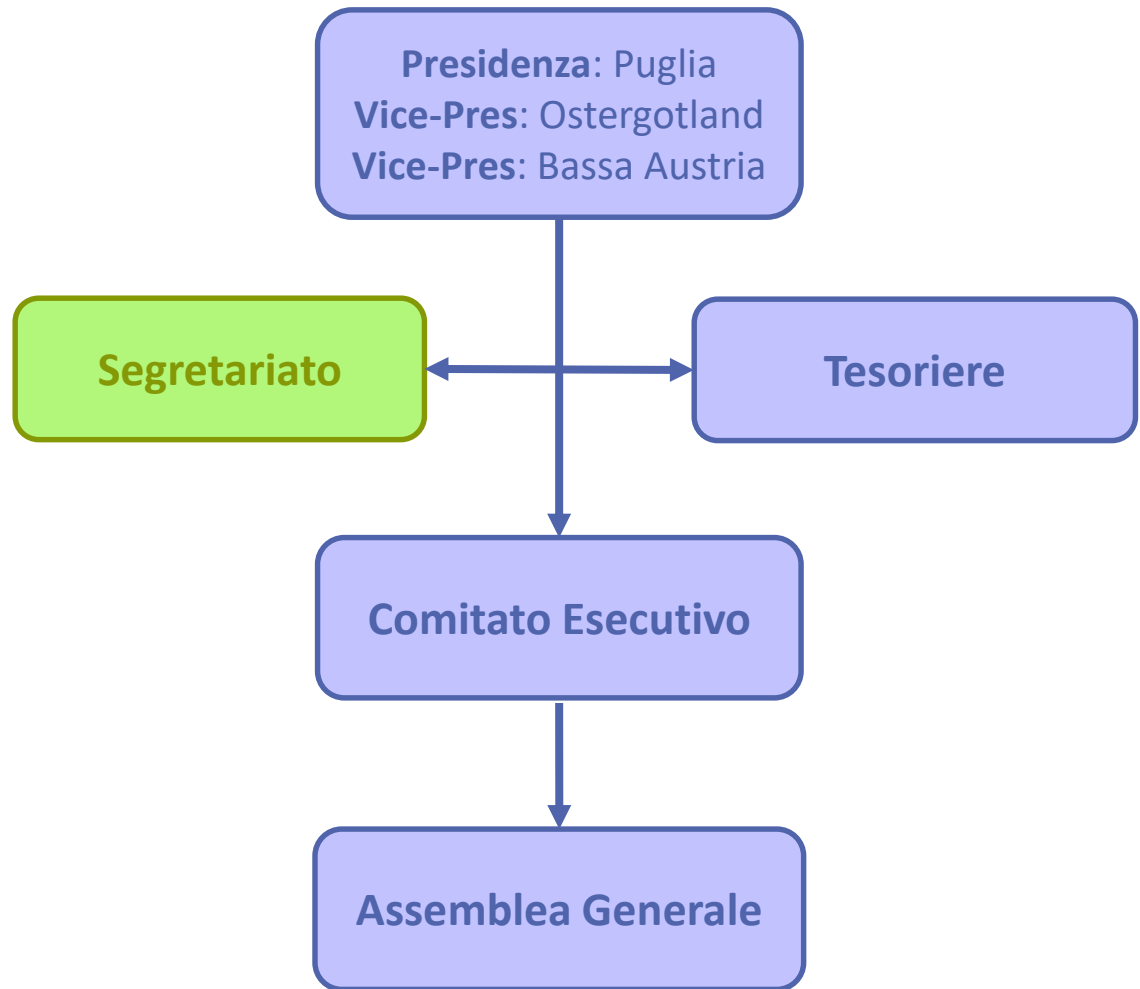 Presidenza: Puglia
Vice-Pres: Ostergotland
Vice-Pres: Bassa Austria
Segretariato
Tesoriere
Comitato Esecutivo
Assemblea Generale